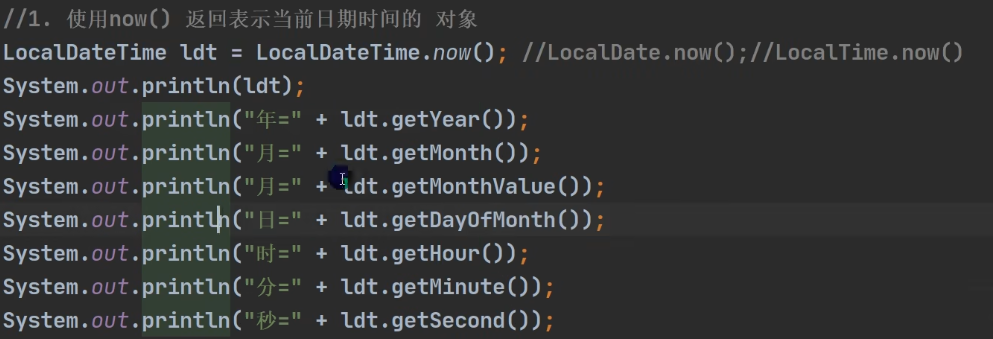 //1. 使用now() 返回表示当前日期时间的 对象
LocalDateTime ldt = LocalDateTime.now(); //LocalDate.now();//LocalTime.now()
System.out.println(ldt);
System.out.println("年=" + ldt.getYear());
System.out.println("月=" + ldt.getMonth());
System.out.println("月=" + ldt.getMonthValue());
System.out.println("日=" + ldt.getDayOfMonth());
System.out.println("时=" + ldt.getHour());
System.out.println("分=" + ldt.getMinute());
System.out.println("秒=" + ldt.getSecond());